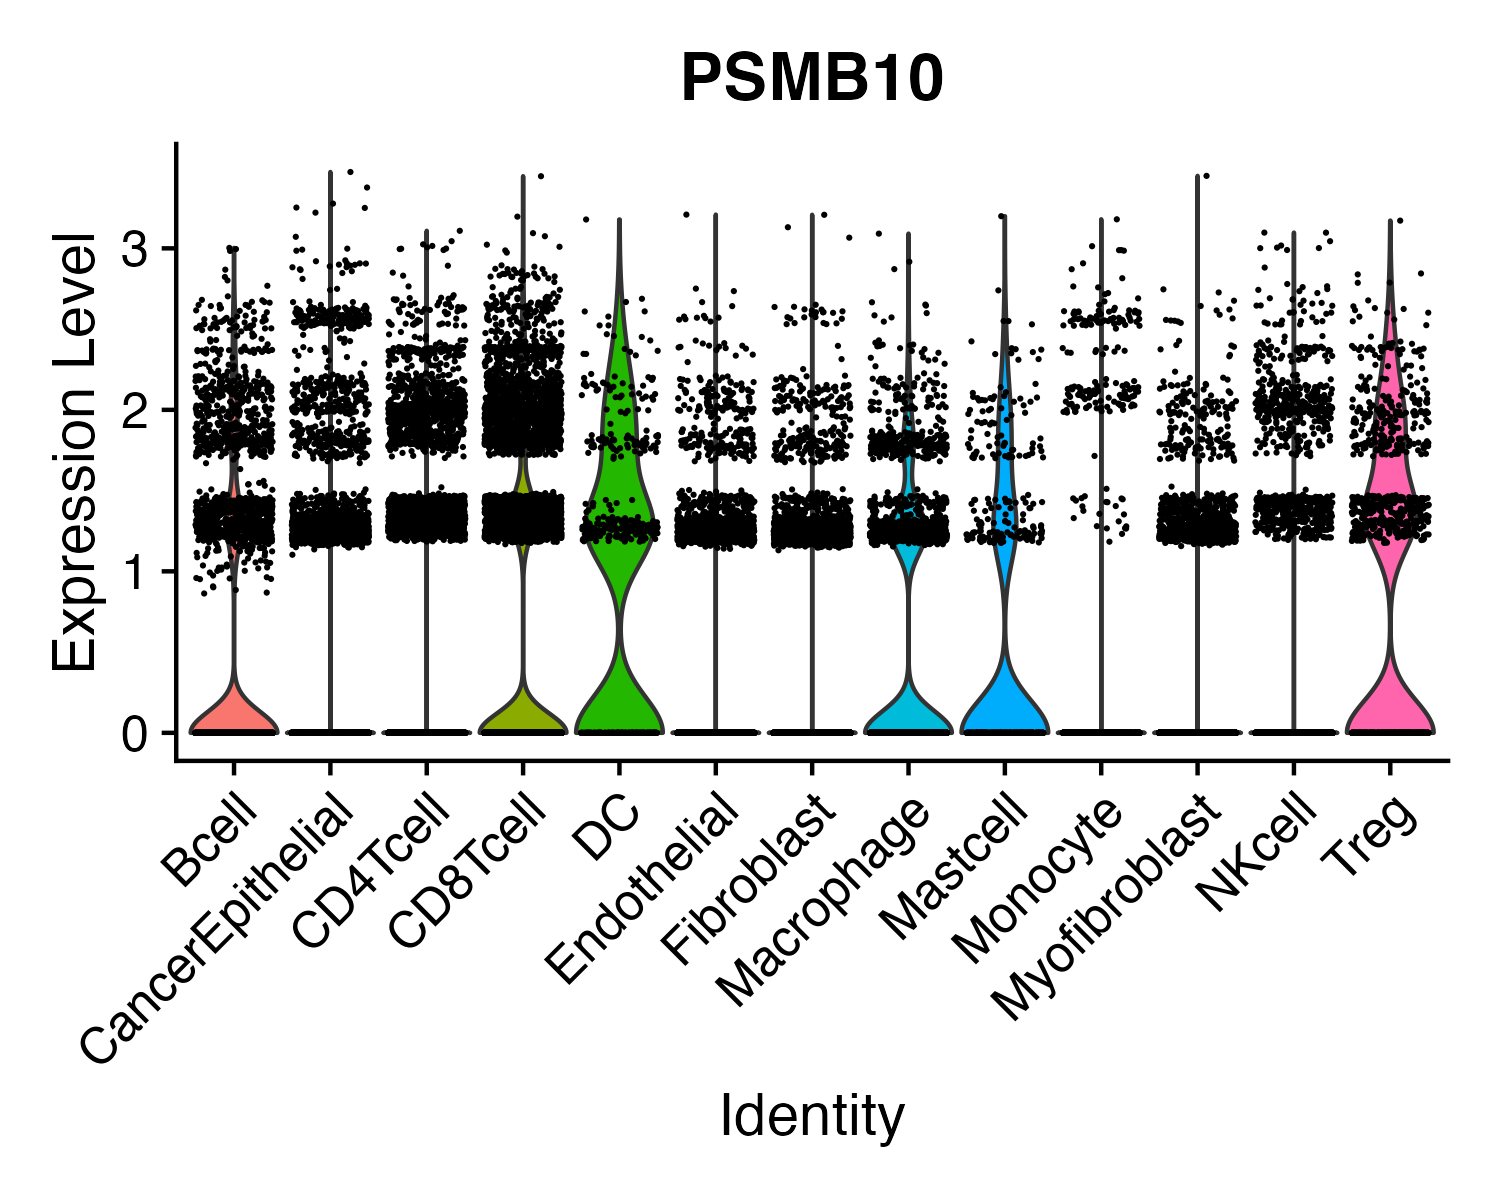 PSMB10
Expression Level
3
2
1
0
Bcell
CancerEpithelial
CD4Tcell
CD8Tcell
DC
Endothelial
Fibroblast
Macrophage
Mastcell
Monocyte
Myofibroblast
NKcell
Treg
Identity